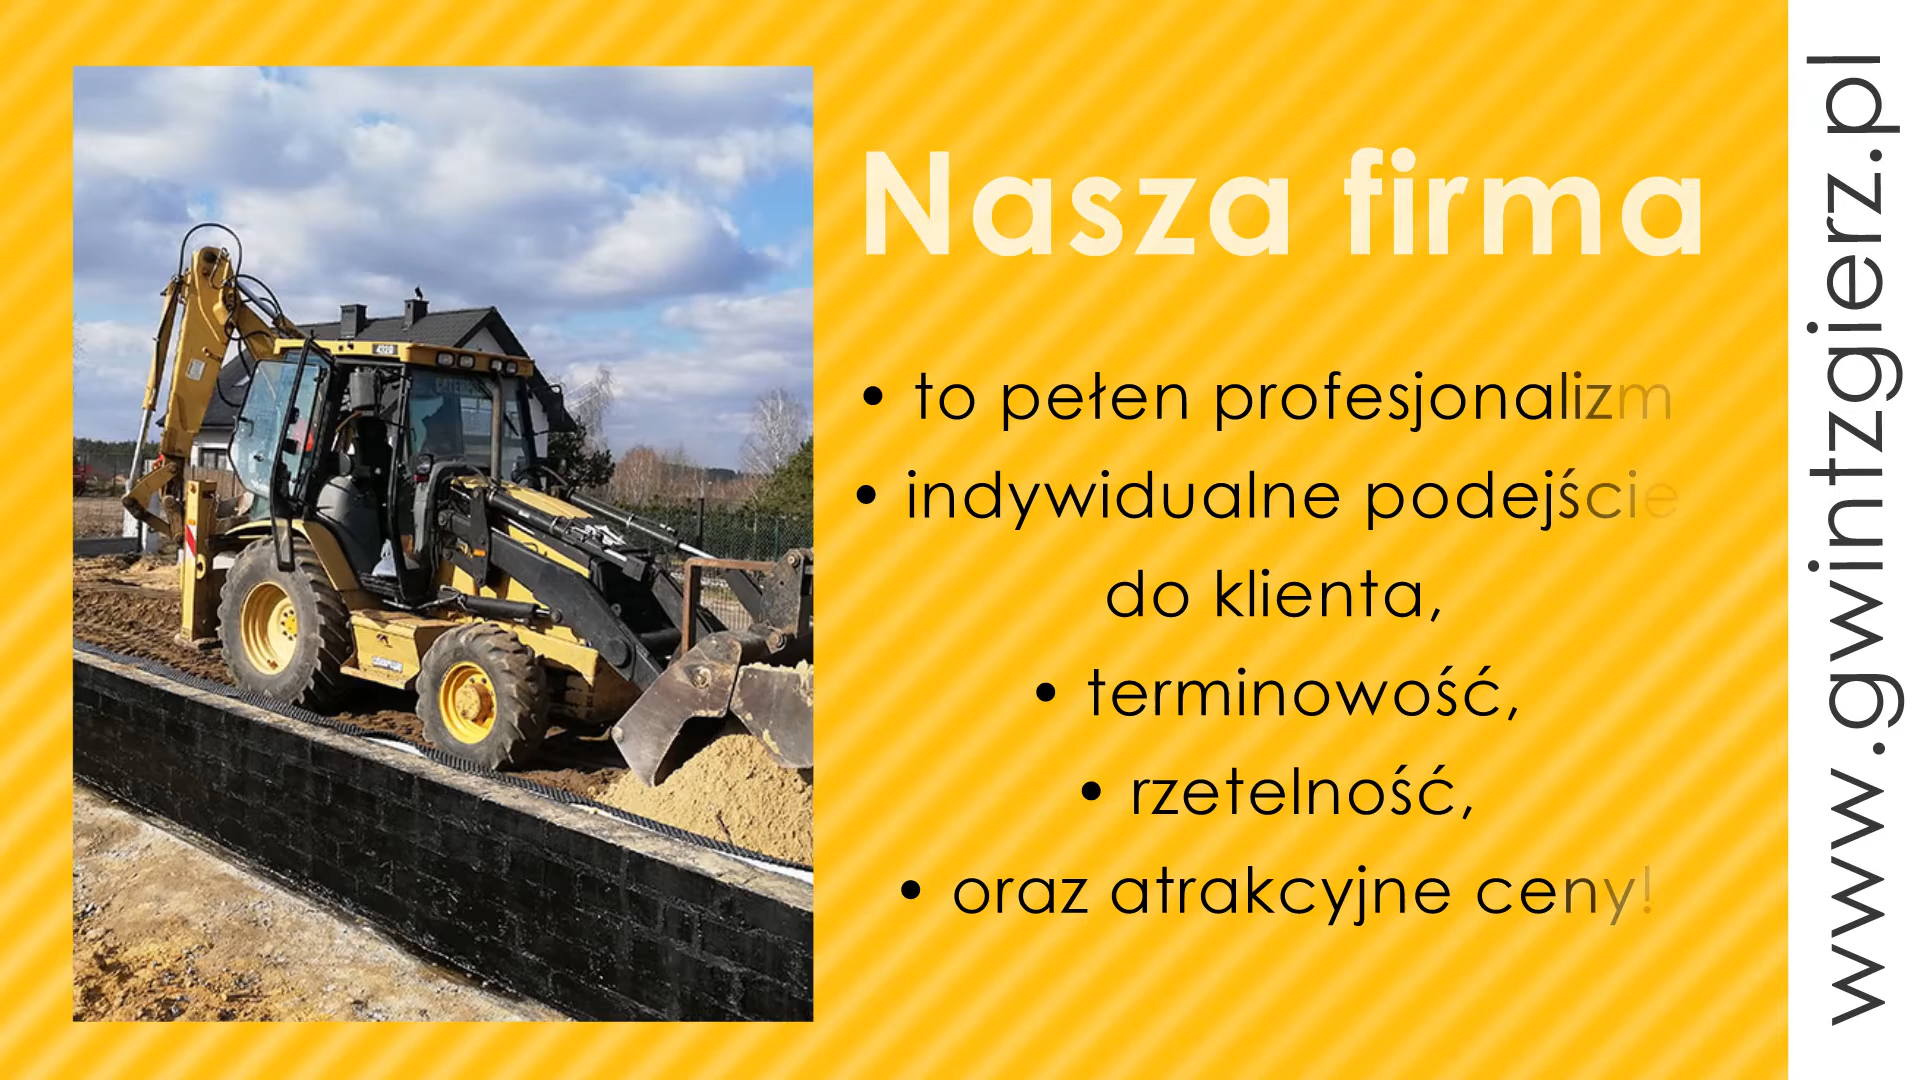 Nasza firma
• to pełen profesjonalizm
• indywidualne podejście
do klienta,
• terminowość,
• rzetelność,
• oraz atrakcyjne ceny!
www.gwintzgierz.pl